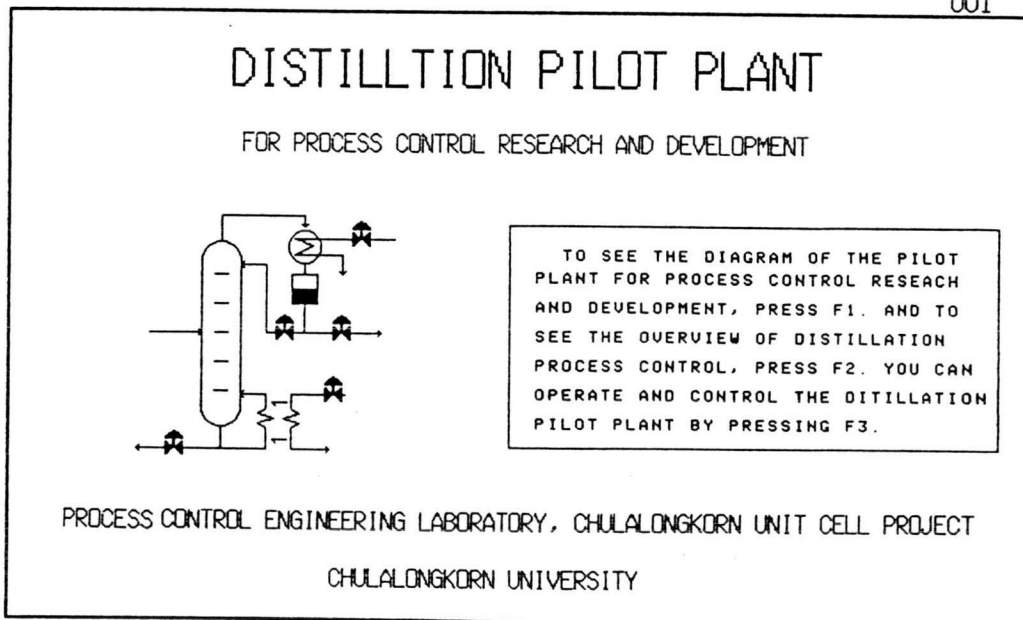 001
DISTILLTION PILOT PLANT
FOR PROCESS CONTROL RESEARCH AND DEVELOPMENT
TO SEE THE DIAGRAM OF THE PILOT
PLANT FOR PROCESS CONTROL RESEACH
AND DEVELOPMENT, PRESS F1. AND TO
SEE THE OVERVIEW OF DISTILLATION
PROCESS CONTROL, PRESS F2. YOU CAN
OPERATE AND CONTROL THE DITILLATION
PILOT PLANT BY PRESSING F3.
PROCESS CONTROL ENGINEERING LABORATORY, CHULALONGKORN UNIT CELL PROJECT
CHULALONGKORN UNIVERSITY